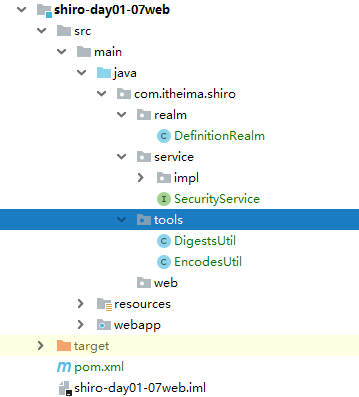 shiro-day01-07web
src
main
java
com.itheima.shiro
realm
DefinitionRealm
service
impl
SecurityService
tools
DigestsUtil
EncodesUtil
web
resources
webapp
target
pom.xml
shiro-day01-07web.iml